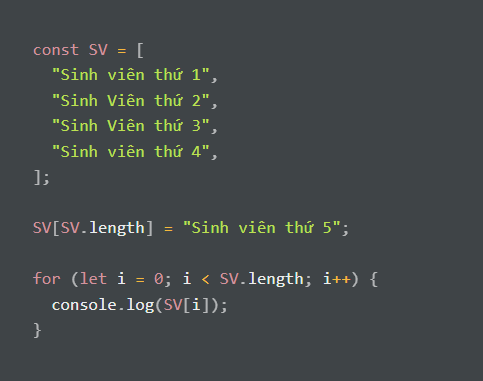 const SV = [
  "Sinh viên thứ 1",
  "Sinh Viên thứ 2",
  "Sinh Viên thứ 3",
  "Sinh viên thứ 4",
];
SV[SV.length] = "Sinh viên thứ 5";
for (let i = 0; i < SV.length; i++) {
  console.log(SV[i]);
}